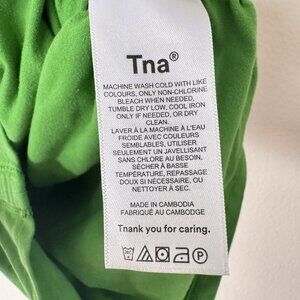 Tna®
MACHINE WASH COLD WITH LIKE
COLOURS, ONLY NON-CHLORINE
BLEACH WHEN NEEDED,
TUMBLE DRY LOW, COOL IRON
ONLY IF NEEDED, OR DRY
CLEAN.
LAVER À LA MACHINE À L'EAU
FROIDE AVEC COULEURS
SEMBLABLES, UTILISER
SEULEMENT UN JAVELLISANT
SANS CHLORE AU BESOIN,
SÉCHER À BASSE
TEMPÉRATURE, REPASSAGE
DOUX SI NÉCESSAIRE, OU
NETTOYER À SEC.
MADE IN CAMBODIA
FABRIQUÉ AU CAMBODGE
Thank you for caring.